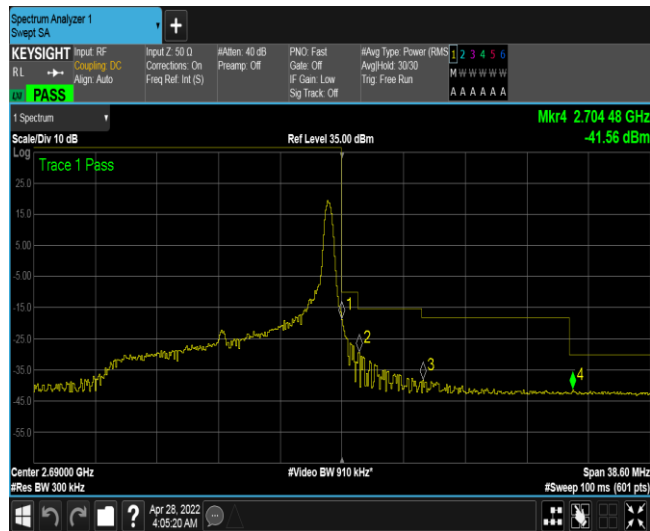 Spectrum Analyzer 1
Swept SA
KEYSIGHT
RL
PASS
Input: RF
Coupling: DC
Align: Auto
Input Z: 50 Ω
Corrections: On
Freq Ref: Int (S)
#Atten: 40 dB
Preamp: Off
PNO: Fast
Gate: Off
IF Gain: Low
Sig Track: Off
#Avg Type: Power (RMS
Avg|Hold: 30/30
Trig: Free Run
1 2 3 4 5 6
M W W W W W
A A A A A A
1 Spectrum
Mkr4 2.704 48 GHz
Scale/Div 10 dB
Ref Level 35.00 dBm
-41.56 dBm
Log
Trace 1 Pass
25.0
15.0
5.00
-5.00
-15.0
-25.0
-35.0
-45.0
-55.0
1
2
3
4
Center 2.69000 GHz
#Video BW 910 kHz*
Span 38.60 MHz
#Res BW 300 kHz
#Sweep 100 ms (601 pts)
?
Apr 28, 2022
4:05:20 AM